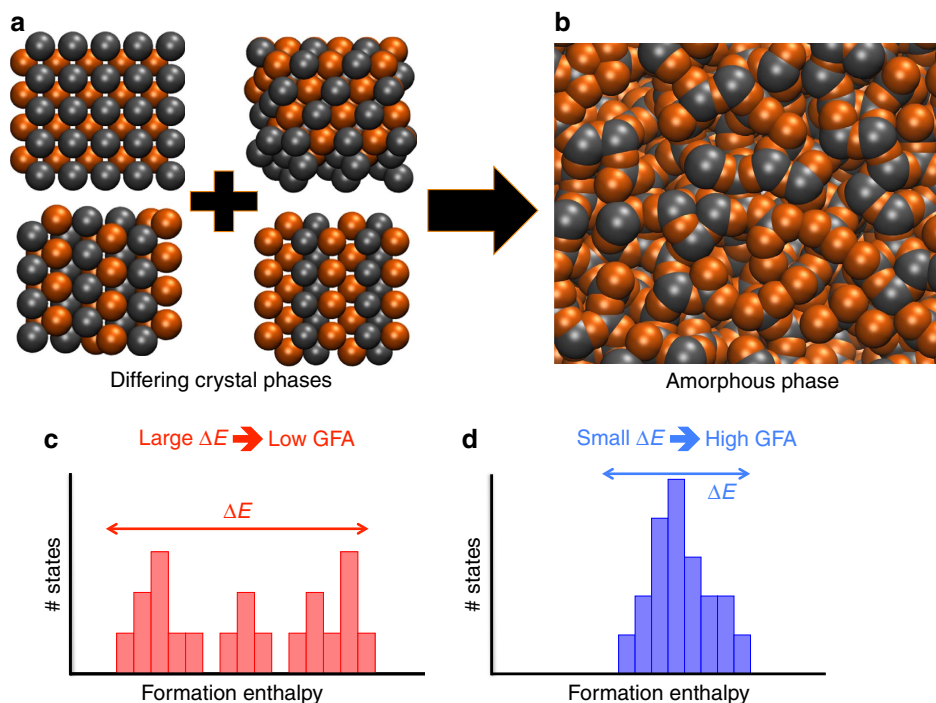 a
b
Differing crystal phases
Amorphous phase
c
Large ΔE Low GFA
ΔE
# states
Formation enthalpy
d
Small ΔE High GFA
ΔE
# states
Formation enthalpy